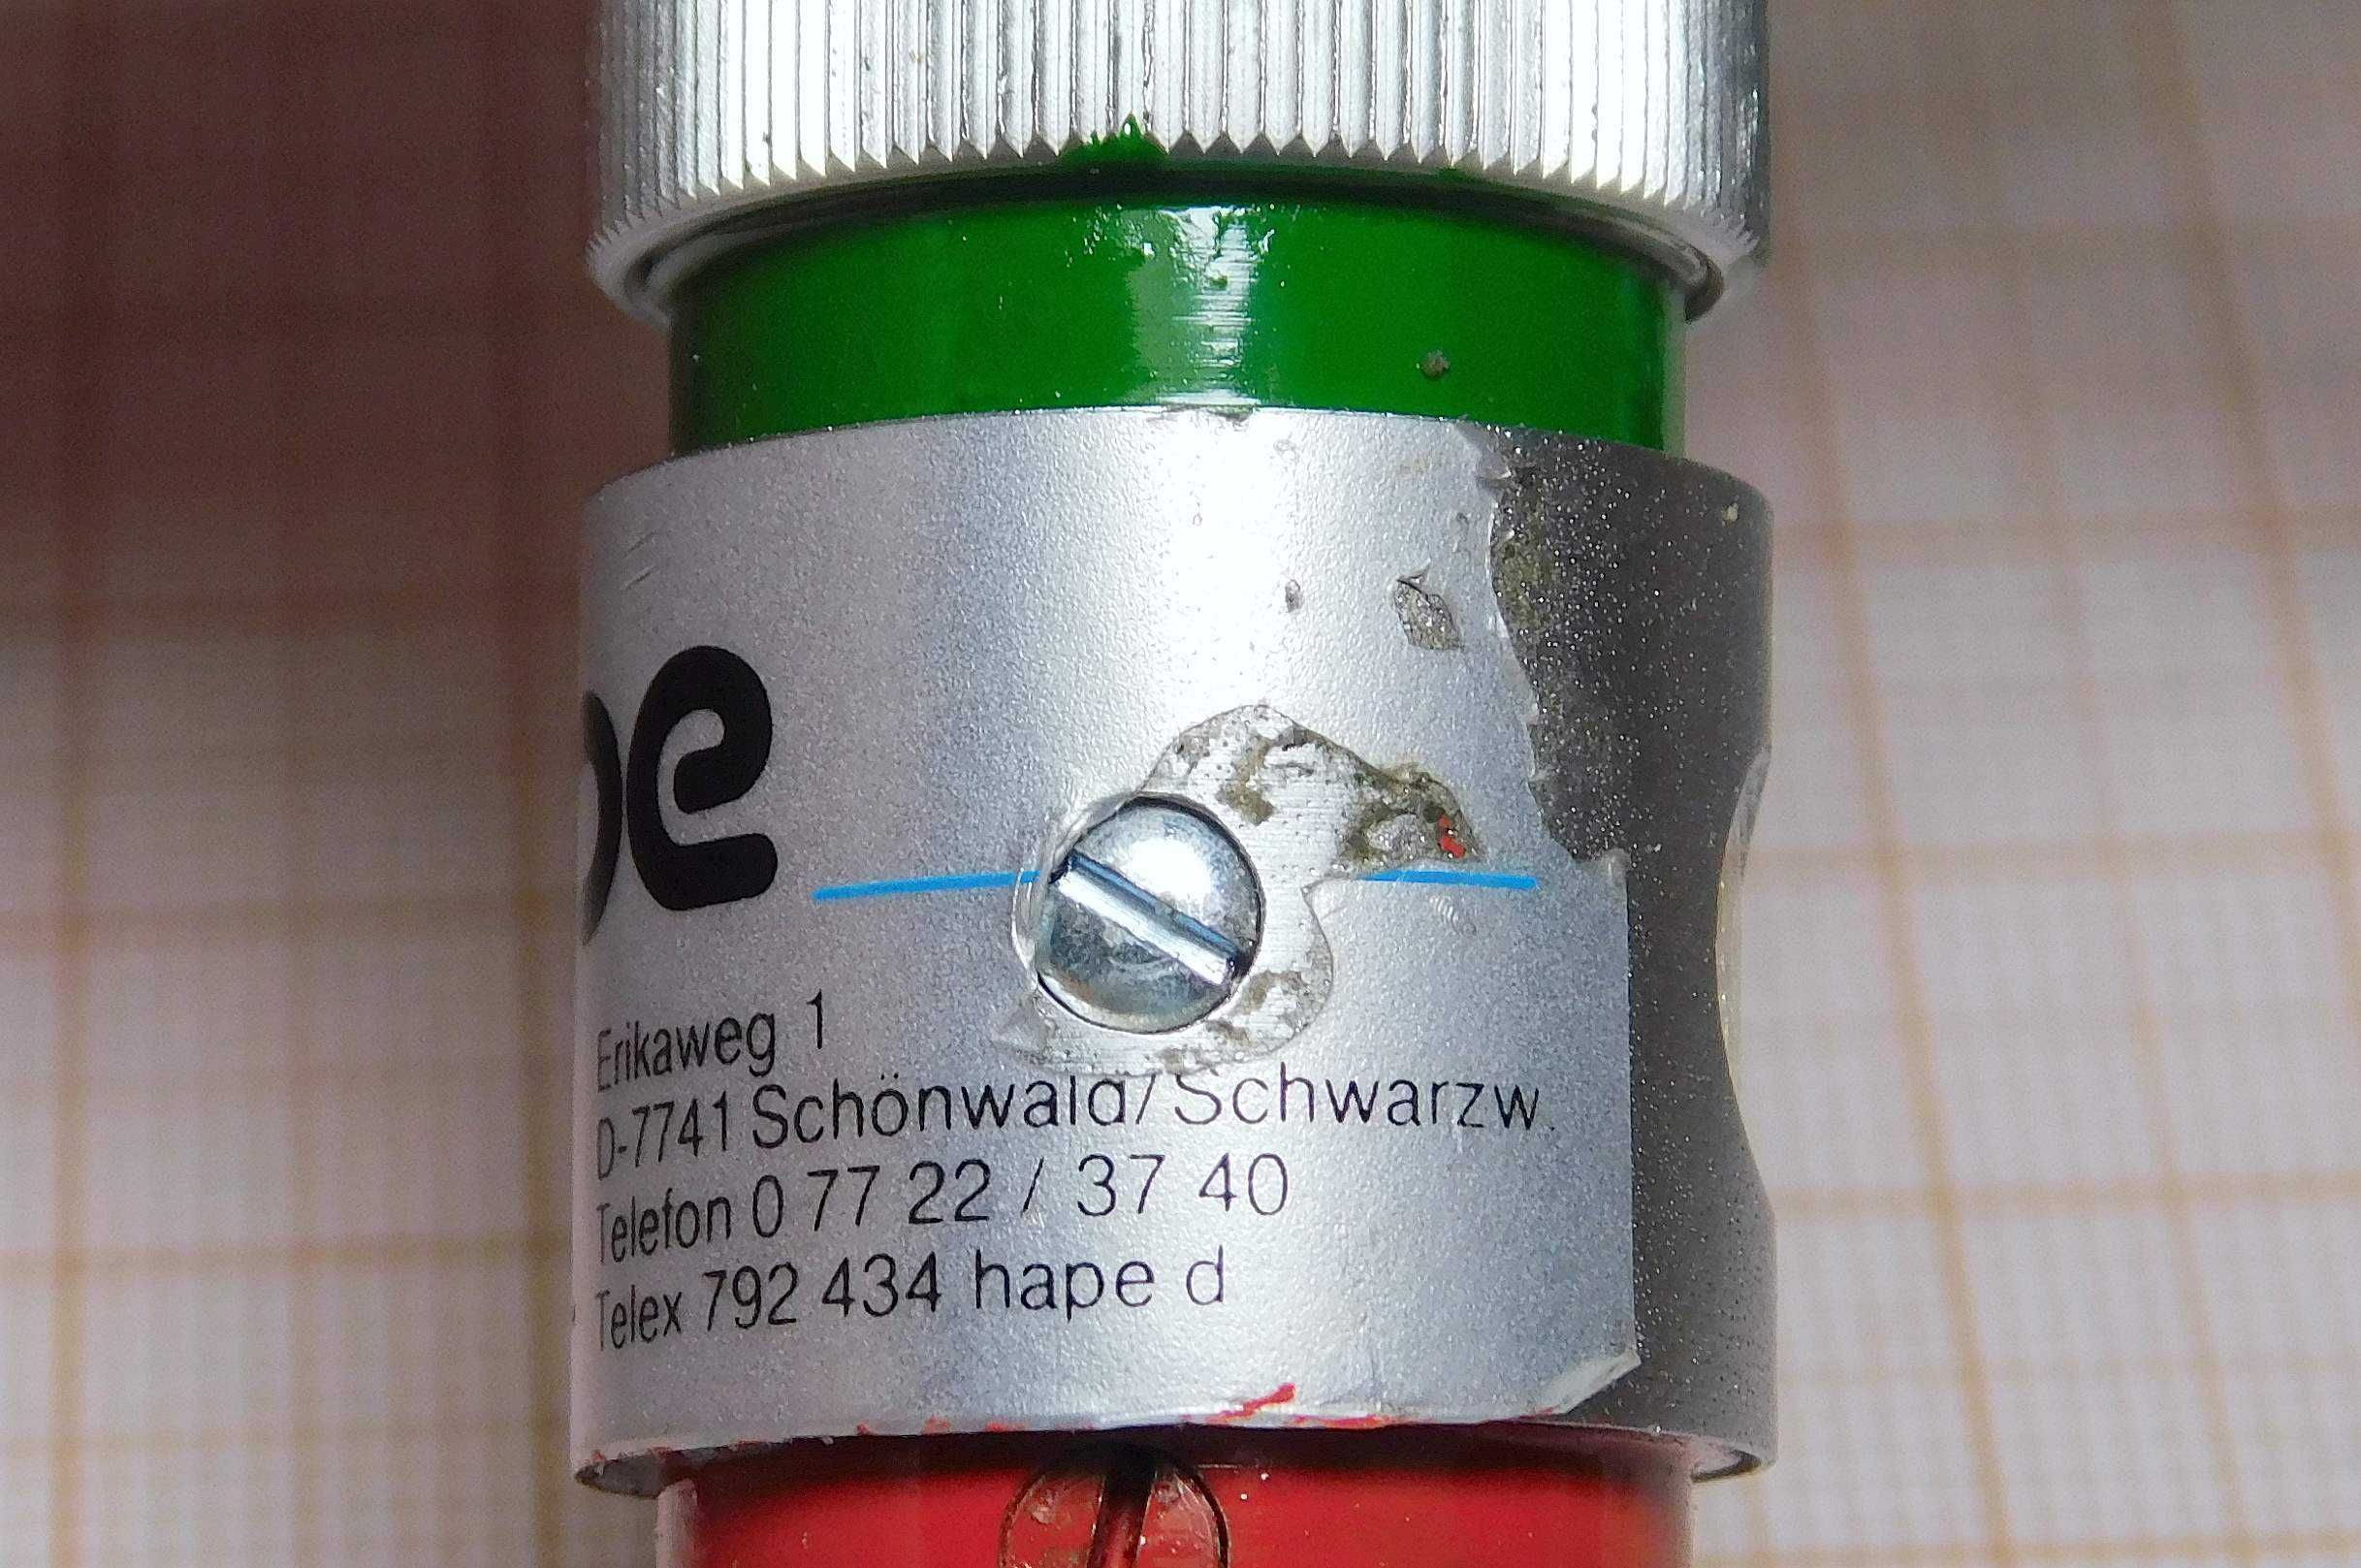 Erikaweg 1
D-7741 Schönwald/Schwarzw.
Telefon 0 77 22 / 37 40
Telex 792 434 hape d